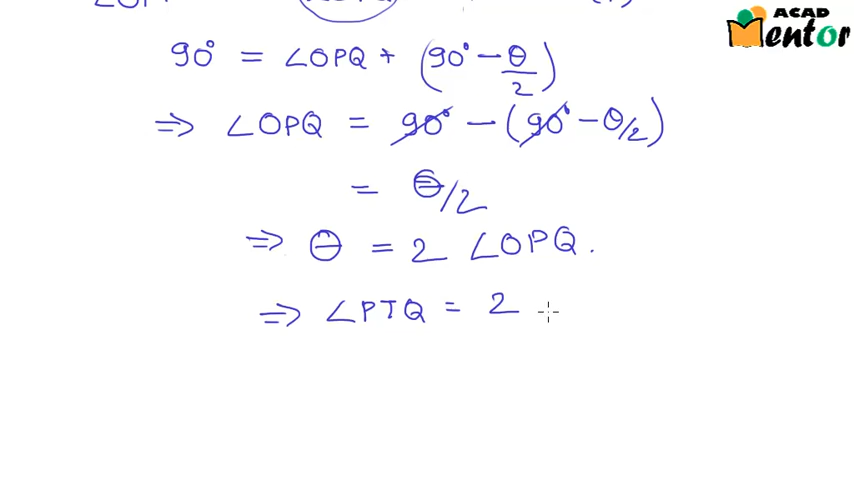 ACAD
Mentor
90° = ∠OPQ + (90° - θ/2)
⇒ ∠OPQ = 90° - (90° - θ/2)
= θ/2
⇒ θ = 2 ∠OPQ.
⇒ ∠PTQ = 2